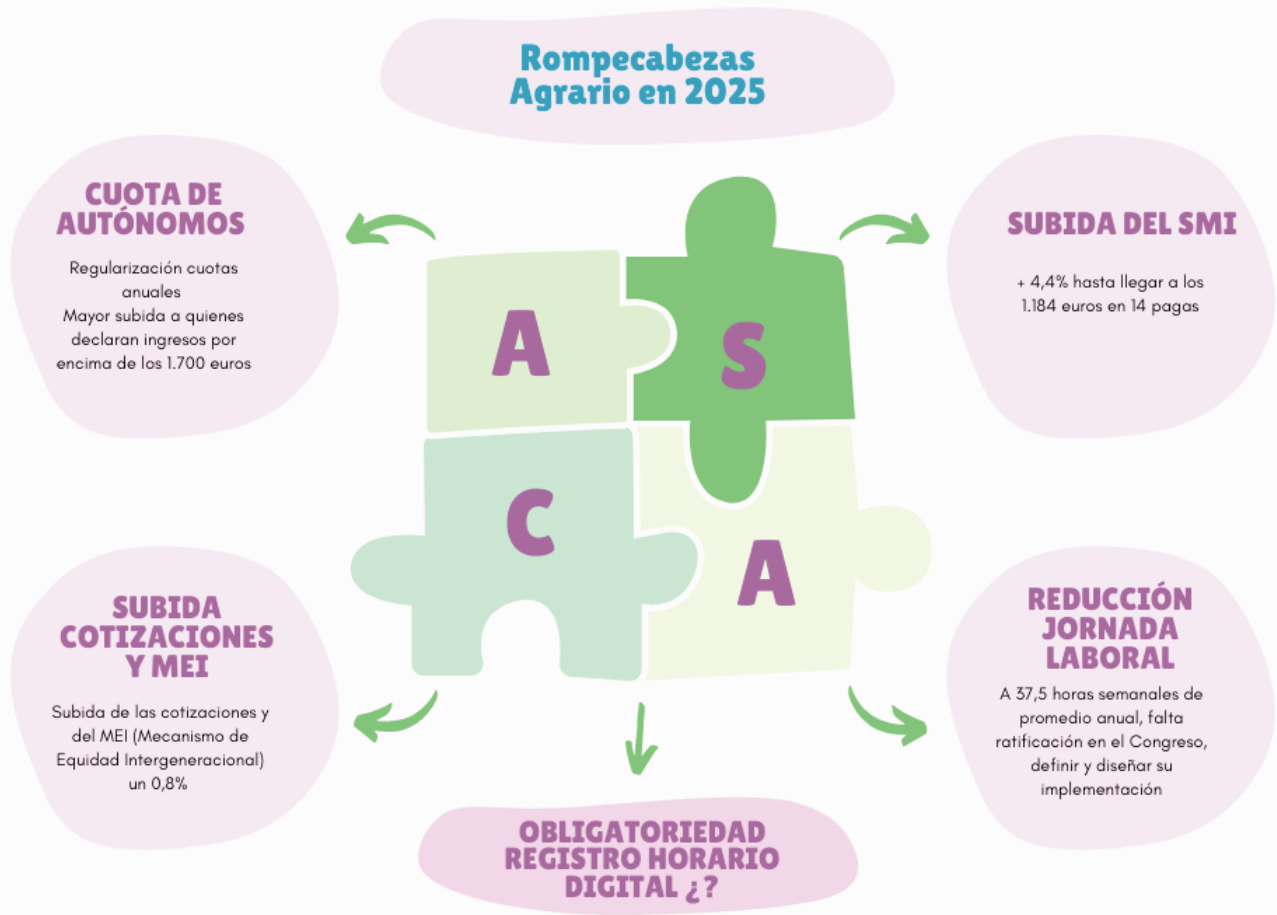 Rompecabezas
Agrario en 2025
CUOTA DE
AUTÓNOMOS
Regularización cuotas
anuales
Mayor subida a quienes
declaran ingresos por
encima de los 1.700 euros
SUBIDA DEL SMI
+ 4,4% hasta llegar a los
1.184 euros en 14 pagas
A
S
C
A
SUBIDA
COTIZACIONES
Y MEI
Subida de las cotizaciones y
del MEI (Mecanismo de
Equidad Intergeneracional)
un 0,8%
REDUCCIÓN
JORNADA
LABORAL
A 37,5 horas semanales de
promedio anual, falta
ratificación en el Congreso,
definir y diseñar su
implementación
OBLIGATORIEDAD
REGISTRO HORARIO
DIGITAL ¿?